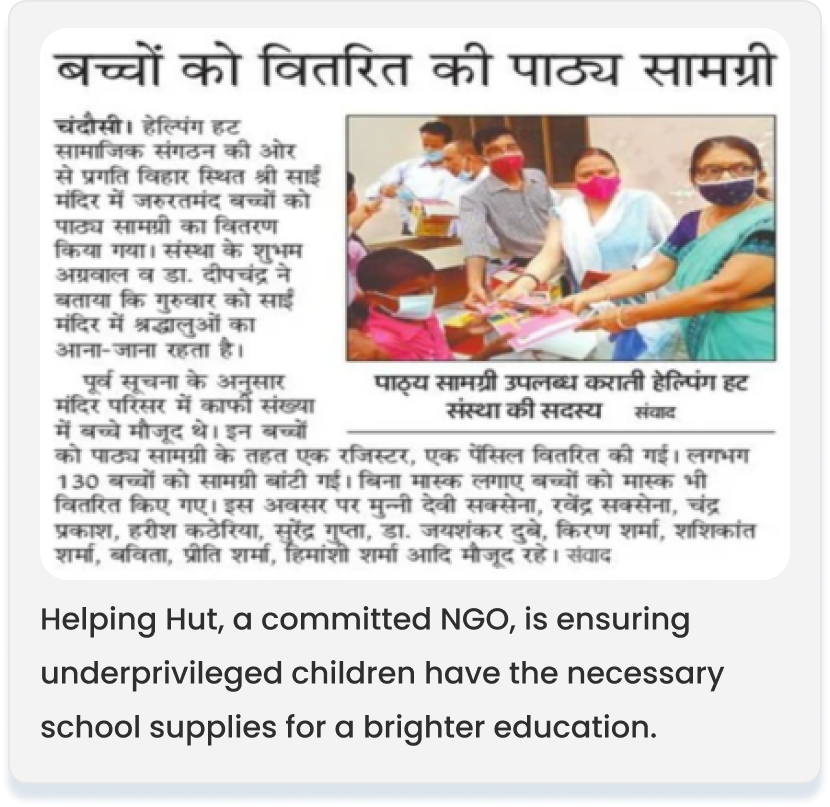 बच्चों को वितरित की पाठ्य सामग्री
चंदौसी। हेल्पिंग हट
सामाजिक संगठन की ओर
से प्रगति विहार स्थित श्री साईं
मंदिर में जरुरतमंद बच्चों को
पाठ्य सामग्री का वितरण
किया गया। संस्था के शुभम
अग्रवाल व डा. दीपचंद्र ने
बताया कि गुरुवार को साईं
मंदिर में श्रद्धालुओं का
आना-जाना रहता है।
पूर्व सूचना के अनुसार
मंदिर परिसर में काफी संख्या
में बच्चे मौजूद थे। इन बच्चों
को पाठ्य सामग्री के तहत एक रजिस्टर, एक पेंसिल वितरित की गई। लगभग
130 बच्चों को सामग्री बांटी गई। बिना मास्क लगाए बच्चों को मास्क भी
वितरित किए गए। इस अवसर पर मुन्नी देवी सक्सेना, रवेंद्र सक्सेना, चंद्र
प्रकाश, हरीश कठेरिया, सुरेंद्र गुप्ता, डा. जयशंकर दुबे, किरण शर्मा, शशिकांत
शर्मा, बविता, प्रीति शर्मा, हिमांशी शर्मा आदि मौजूद रहे। संवाद
पाठ्य सामग्री उपलब्ध कराती हेल्पिंग हट
संस्था की सदस्य संवाद
Helping Hut, a committed NGO, is ensuring
underprivileged children have the necessary
school supplies for a brighter education.